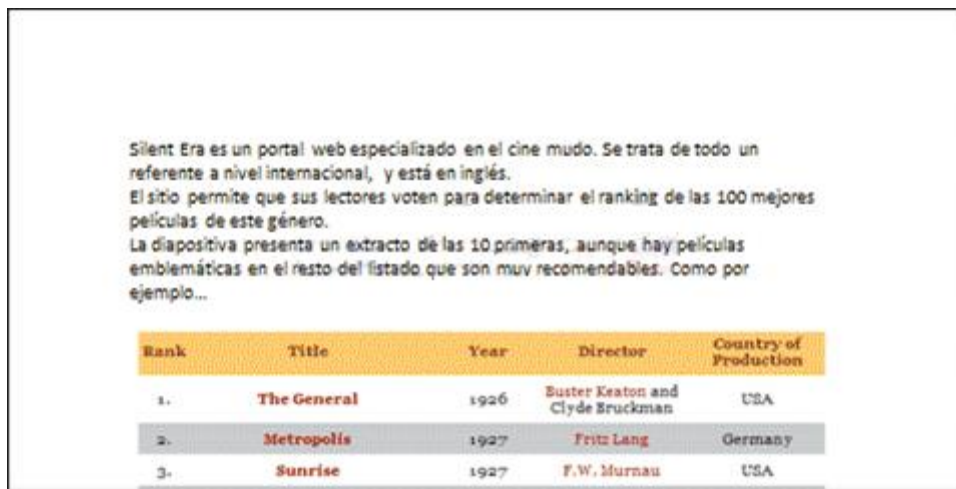 Silent Era es un portal web especializado en el cine mudo. Se trata de todo un
referente a nivel internacional, y está en inglés.
El sitio permite que sus lectores voten para determinar el ranking de las 100 mejores
películas de este género.
La diapositiva presenta un extracto de las 10 primeras, aunque hay películas
emblemáticas en el resto del listado que son muy recomendables. Como por
ejemplo...
Rank Title Year Director Country of
Production
1. The General 1926 Buster Keaton and
Clyde Bruckman USA
2. Metropolis 1927 Fritz Lang Germany
3. Sunrise 1927 F.W. Murnau USA